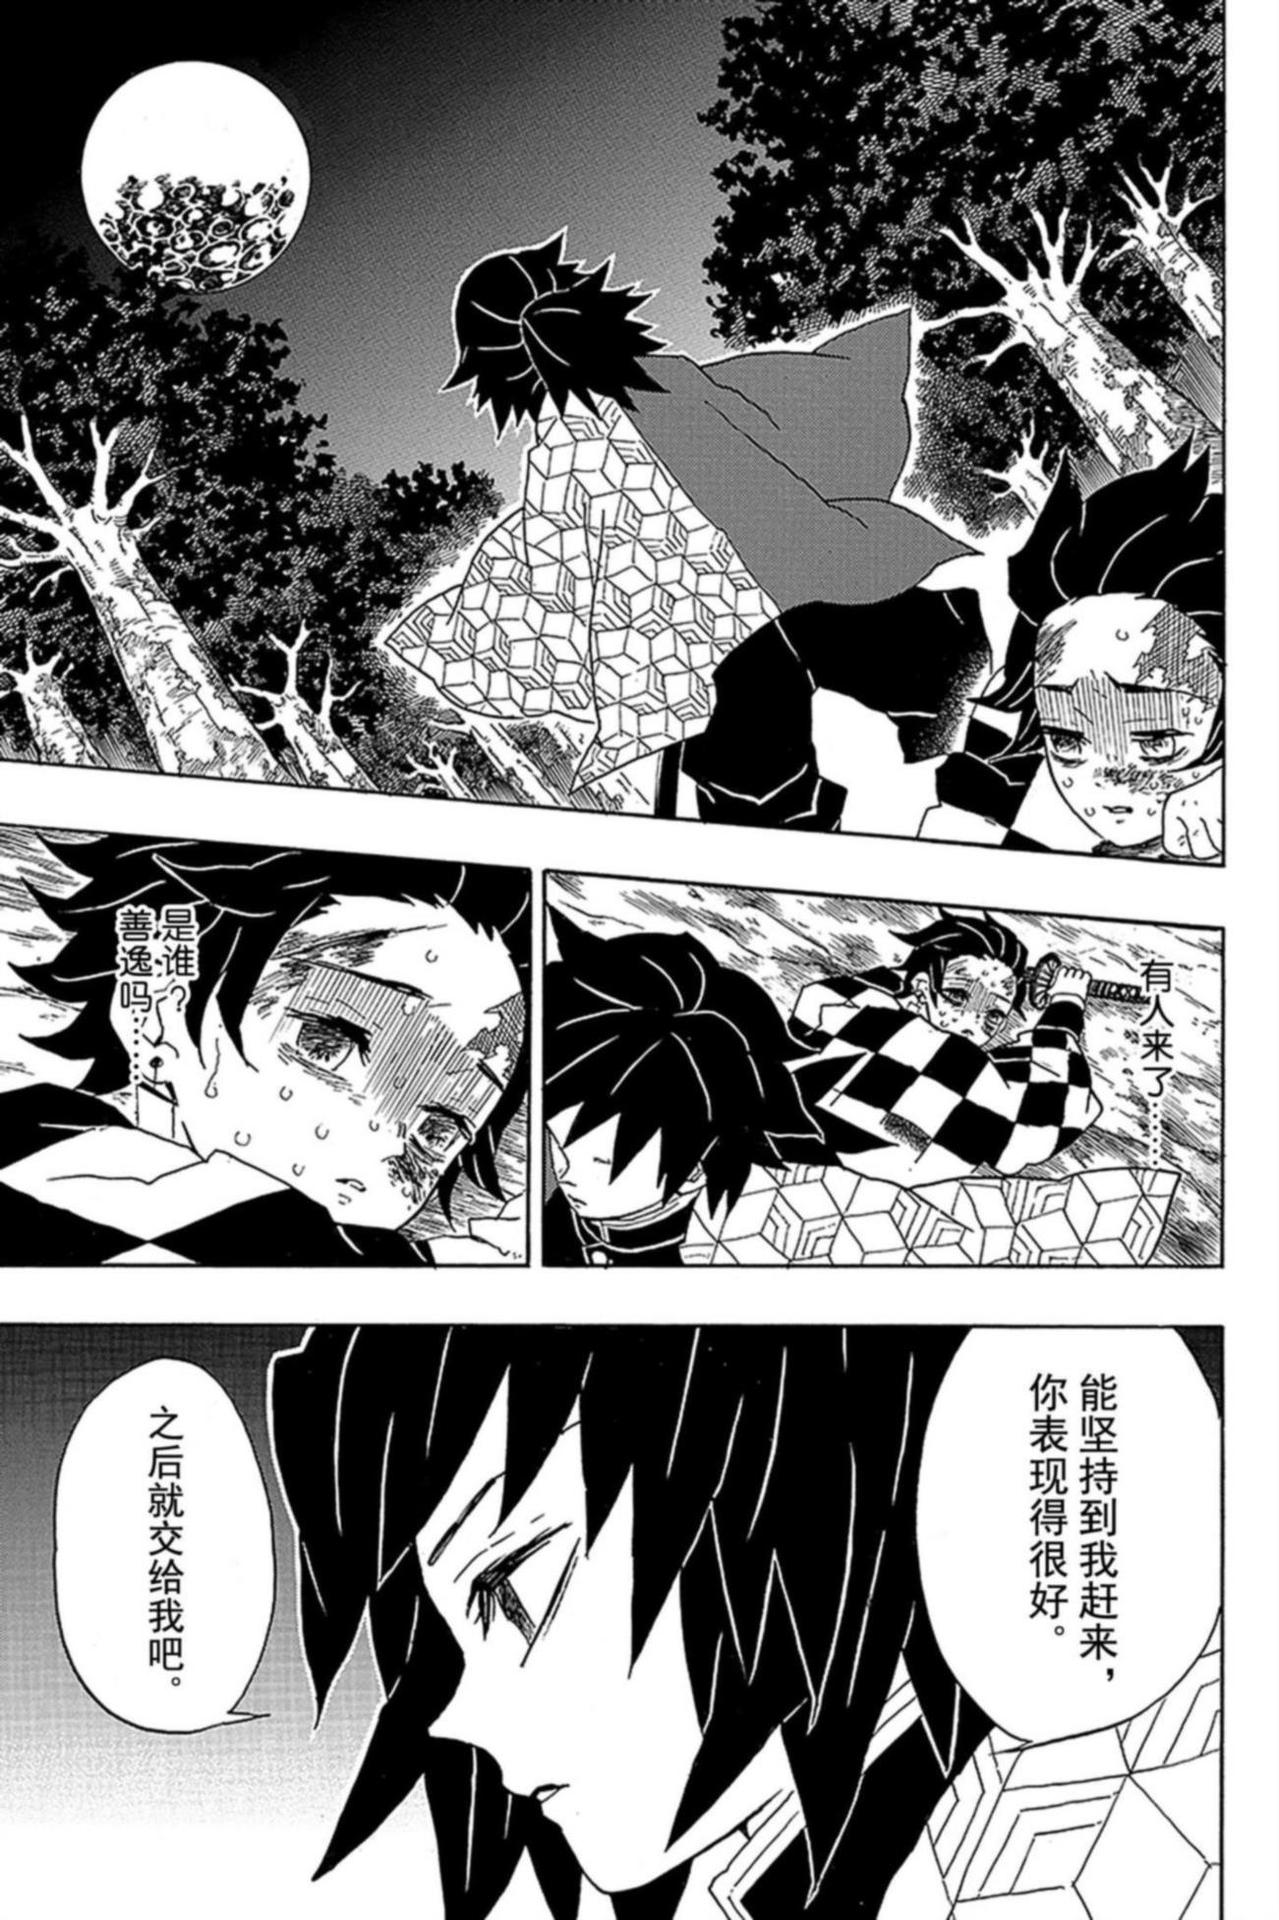 有人来了……
是谁？
善逸吗……
能坚持到我赶来，
你表现得很好。
之后就交给我吧。